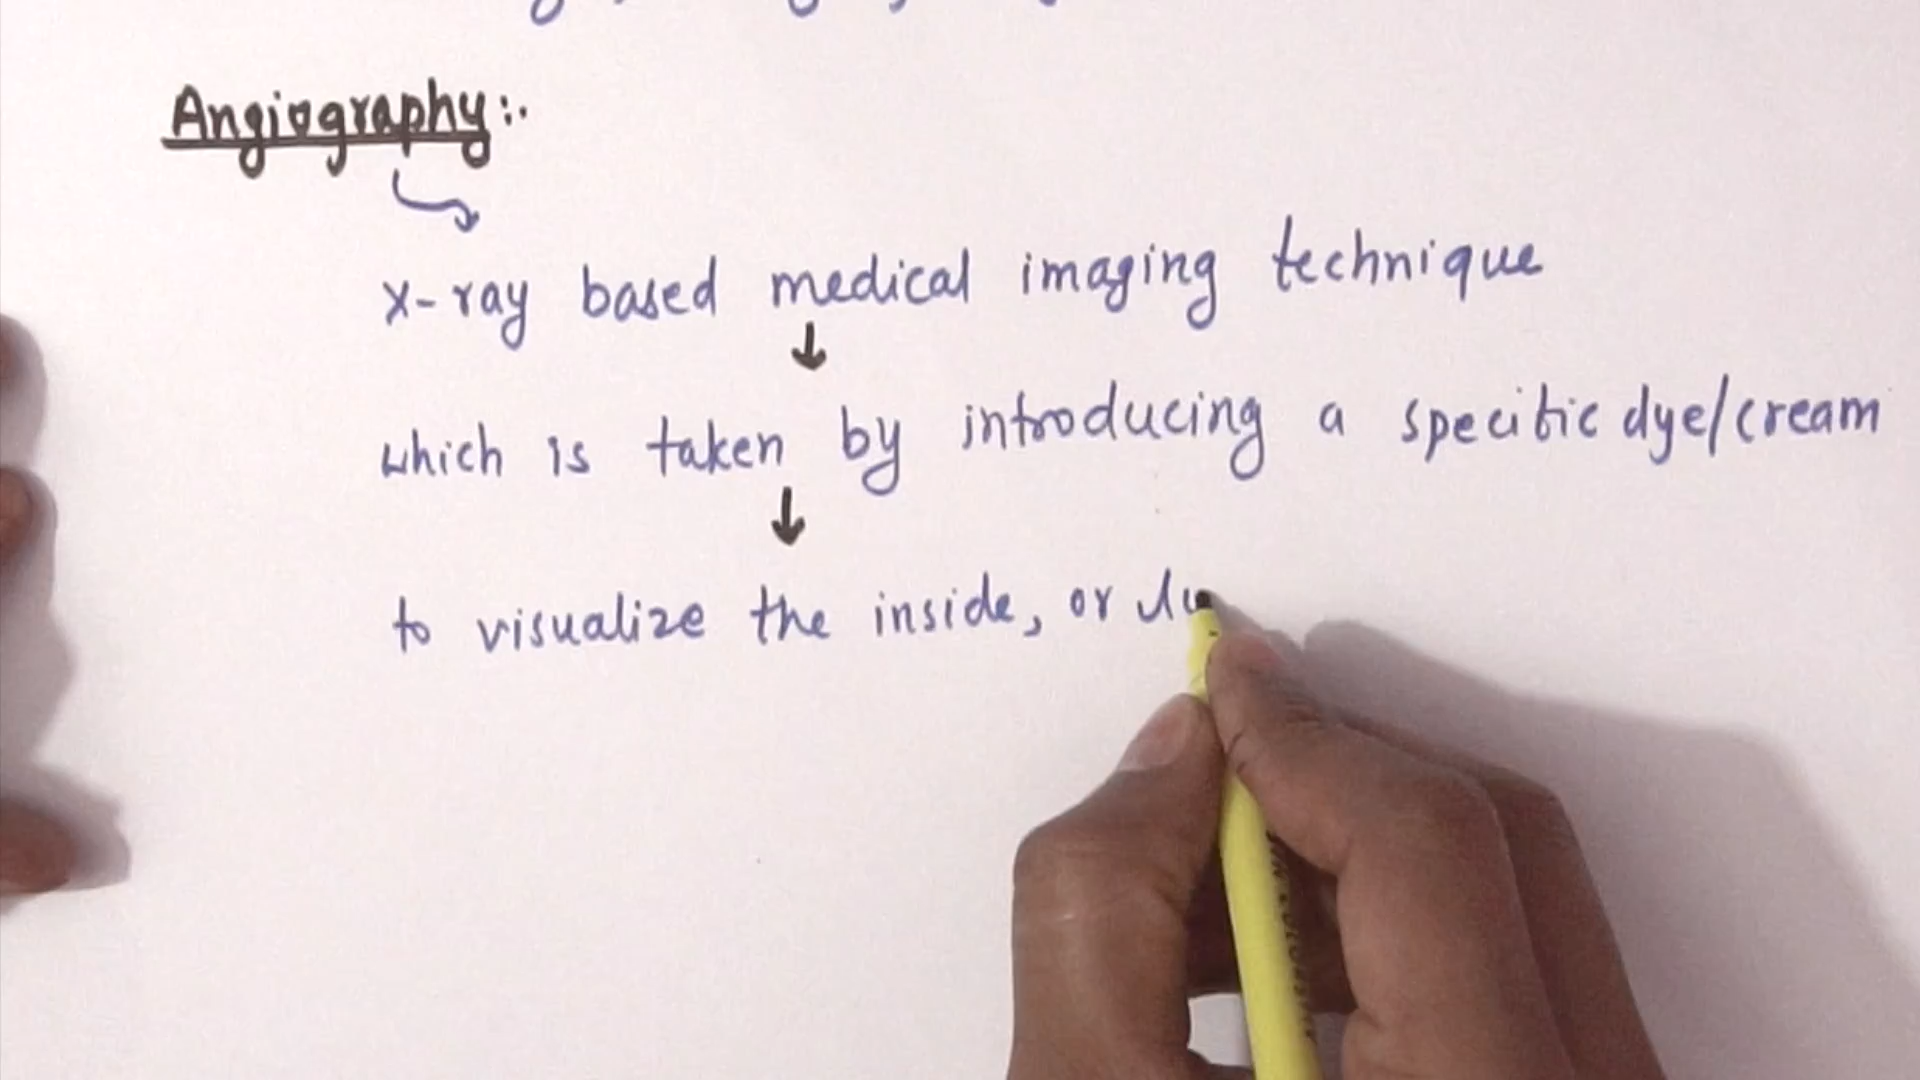 Angiography:-
x-ray based medical imaging technique
↓
which is taken by introducing a specific dye/cream
↓
to visualize the inside, or lu